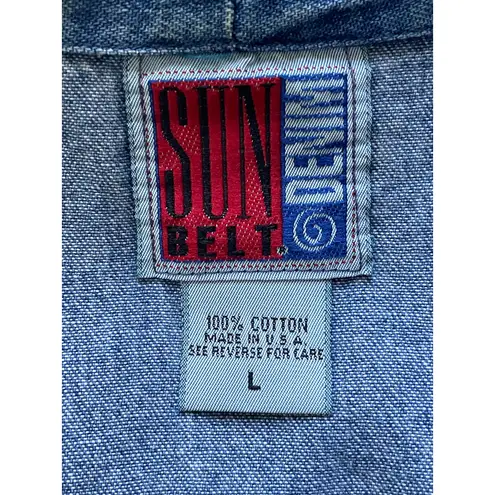 SUN
BELT®
DENIM
100% COTTON
MADE IN U.S.A.
SEE REVERSE FOR CARE
L